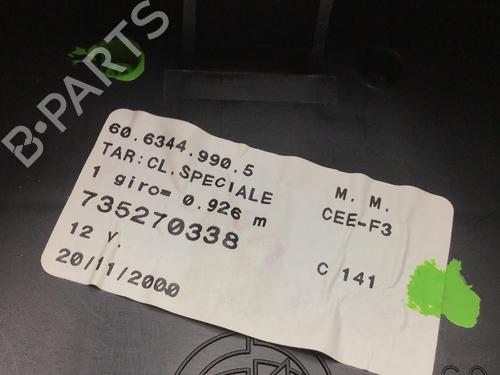 B-PARTS
60.6344.990.5
TAR:CL.SPECIALE
1 giro= 0.926 m
735270338
12 V.
20/11/2000
M. M.
CEE-F3
C 141